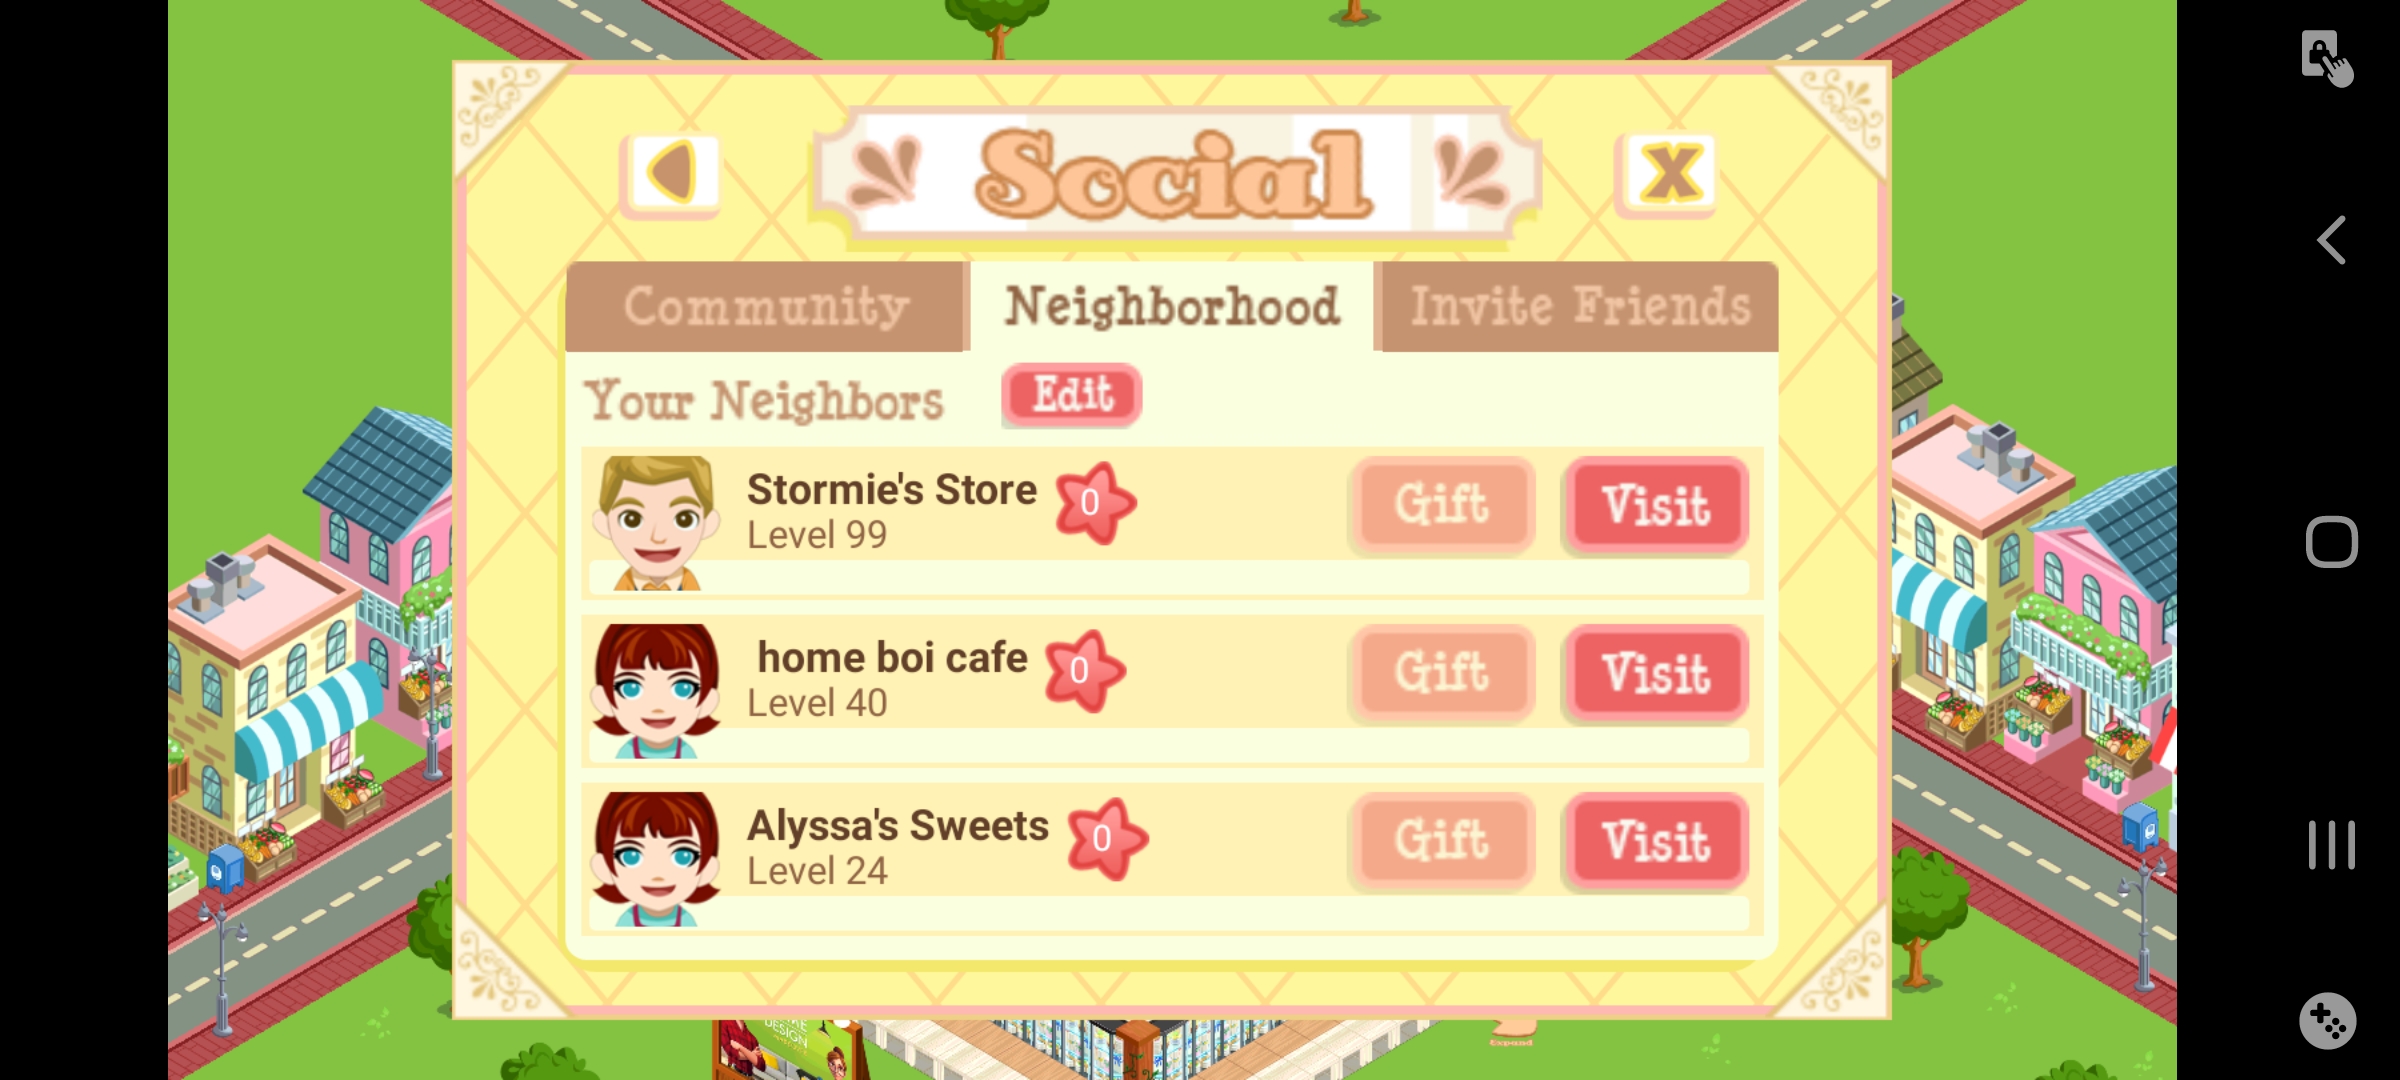 Social
Community
Neighborhood
Invite Friends
Your Neighbors
Edit
Stormie's Store
0
Level 99
Gift
Visit
home boi cafe
0
Level 40
Gift
Visit
Alyssa's Sweets
0
Level 24
Gift
Visit
DESIGN